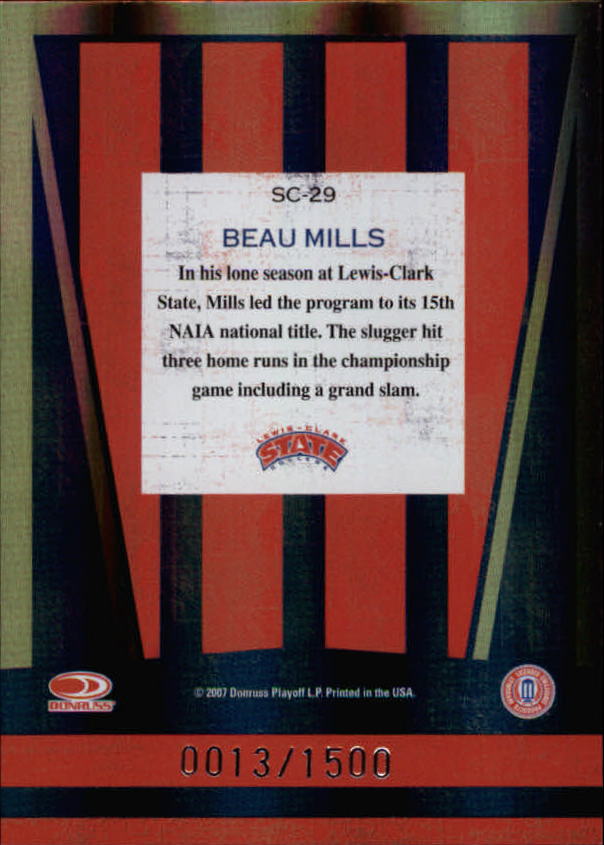 SC-29
BEAU MILLS
In his lone season at Lewis-Clark
State, Mills led the program to its 15th
NAIA national title. The slugger hit
three home runs in the championship
game including a grand slam.
LEWIS-CLARK
STATE
DONRUSS
© 2007 Donruss Playoff L.P. Printed in the USA.
0013/1500